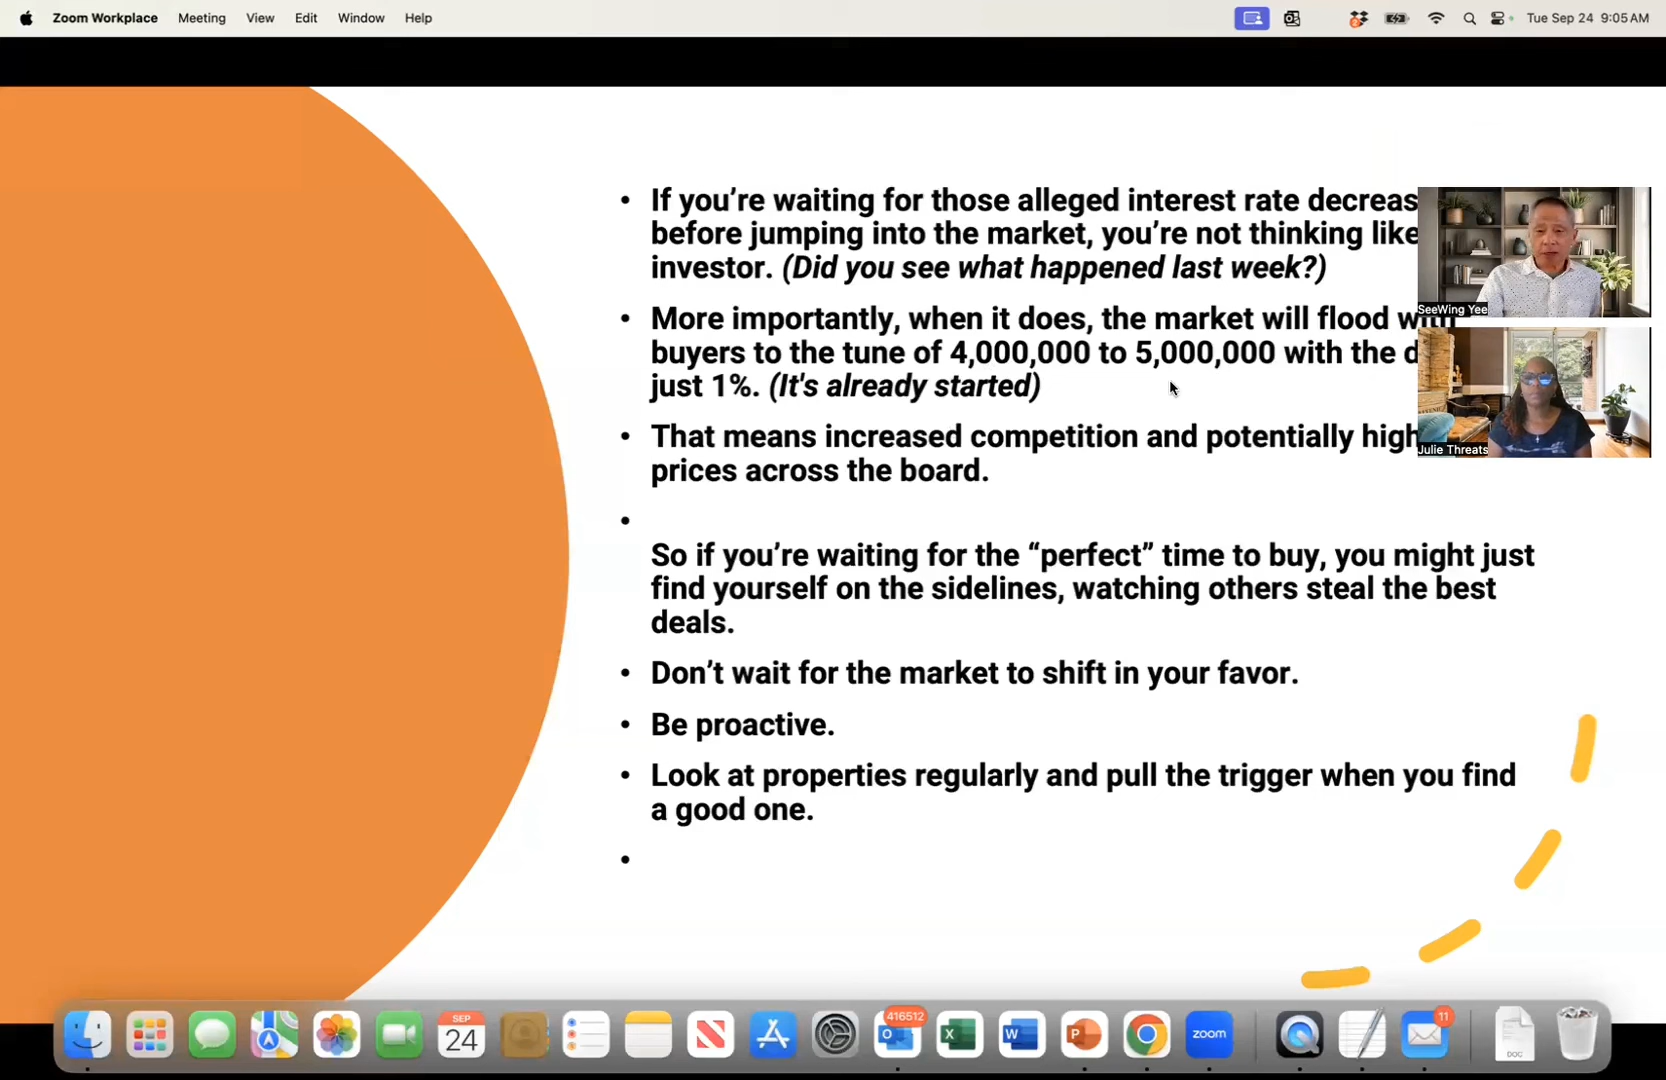 Zoom Workplace Meeting View Edit Window Help Tue Sep 24 9:05 AM
• If you’re waiting for those alleged interest rate decreas
before jumping into the market, you’re not thinking like
investor. (Did you see what happened last week?)
• More importantly, when it does, the market will flood with
buyers to the tune of 4,000,000 to 5,000,000 with the d
just 1%. (It's already started)
• That means increased competition and potentially high
prices across the board.
•
So if you’re waiting for the “perfect” time to buy, you might just
find yourself on the sidelines, watching others steal the best
deals.
• Don’t wait for the market to shift in your favor.
• Be proactive.
• Look at properties regularly and pull the trigger when you find
a good one.
•
SeeWing Yee
Julie Threats
SEP
24
416512
zoom
11
DOC